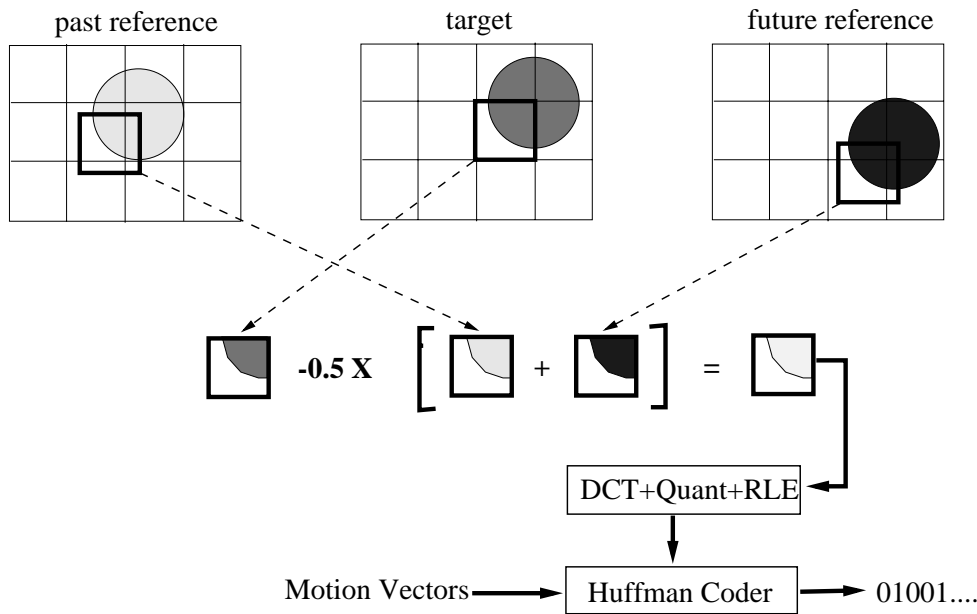 past reference
target
future reference
-0.5 X [ + ] =
DCT+Quant+RLE
Motion Vectors
Huffman Coder
01001....